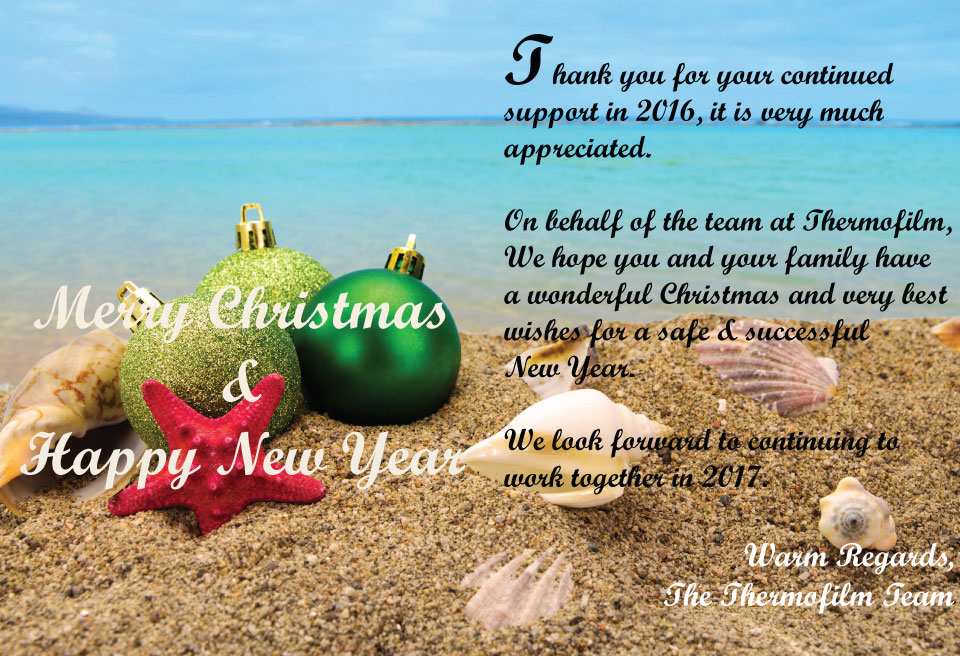 Merry Christmas
&
Happy New Year
Thank you for your continued
support in 2016, it is very much
appreciated.
On behalf of the team at Thermofilm,
We hope you and your family have
a wonderful Christmas and very best
wishes for a safe & successful
New Year.
We look forward to continuing to
work together in 2017.
Warm Regards,
The Thermofilm Team